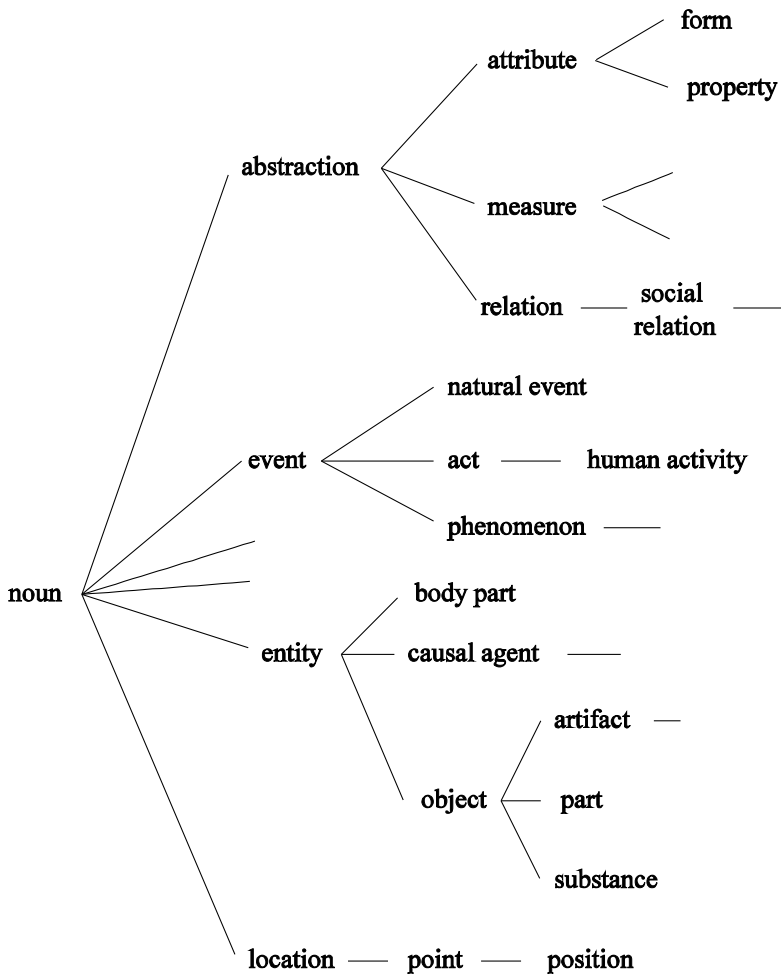 form
attribute
property
abstraction
measure
social
relation
relation
natural event
event
act
human activity
phenomenon
noun
body part
entity
causal agent
artifact
object
part
substance
location
point
position